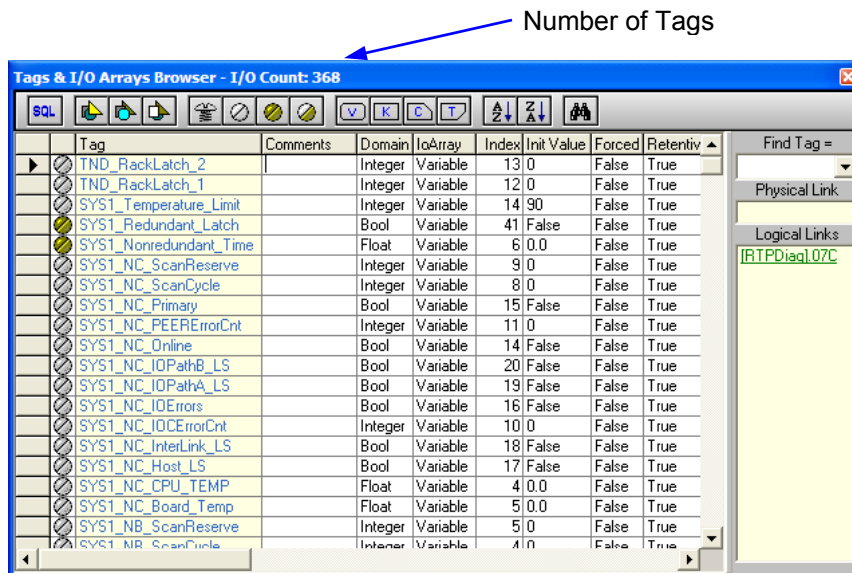 Number of Tags
Tags & I/O Arrays Browser - I/O Count: 368
SQL V K C T A Z Z A
Tag Comments Domain IoArray Index Init Value Forced Retentiv
TND_RackLatch_2 Integer Variable 13 0 False True
TND_RackLatch_1 Integer Variable 12 0 False True
SYS1_Temperature_Limit Integer Variable 14 90 False True
SYS1_Redundant_Latch Bool Variable 41 False False True
SYS1_Nonredundant_Time Float Variable 6 0.0 False True
SYS1_NC_ScanReserve Integer Variable 9 0 False True
SYS1_NC_ScanCycle Integer Variable 8 0 False True
SYS1_NC_Primary Bool Variable 15 False False True
SYS1_NC_PEERErrorCnt Integer Variable 11 0 False True
SYS1_NC_Online Bool Variable 14 False False True
SYS1_NC_IOPathB_LS Bool Variable 20 False False True
SYS1_NC_IOPathA_LS Bool Variable 19 False False True
SYS1_NC_IOErrors Bool Variable 16 False False True
SYS1_NC_IOCErrorCnt Integer Variable 10 0 False True
SYS1_NC_InterLink_LS Bool Variable 18 False False True
SYS1_NC_Host_LS Bool Variable 17 False False True
SYS1_NC_CPU_TEMP Float Variable 4 0.0 False True
SYS1_NC_Board_Temp Float Variable 5 0.0 False True
SYS1_NB_ScanReserve Integer Variable 5 0 False True
SYS1_NB_ScanCycle Integer Variable 4 0 False True
Find Tag =
Physical Link
Logical Links
[RTPDiag].07C